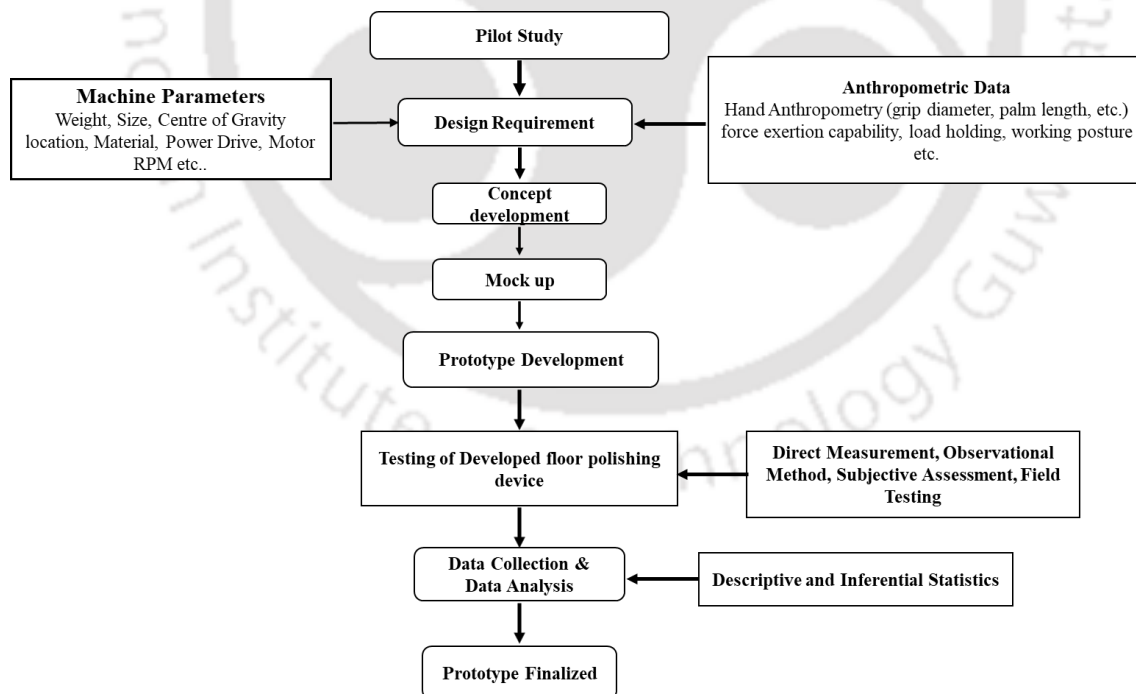 Pilot Study
Machine Parameters
Weight, Size, Centre of Gravity
location, Material, Power Drive, Motor
RPM etc..
Design Requirement
Anthropometric Data
Hand Anthropometry (grip diameter, palm length, etc.)
force exertion capability, load holding, working posture
etc.
Concept
development
Mock up
Prototype Development
Testing of Developed floor polishing
device
Direct Measurement, Observational
Method, Subjective Assessment, Field
Testing
Data Collection &
Data Analysis
Descriptive and Inferential Statistics
Prototype Finalized